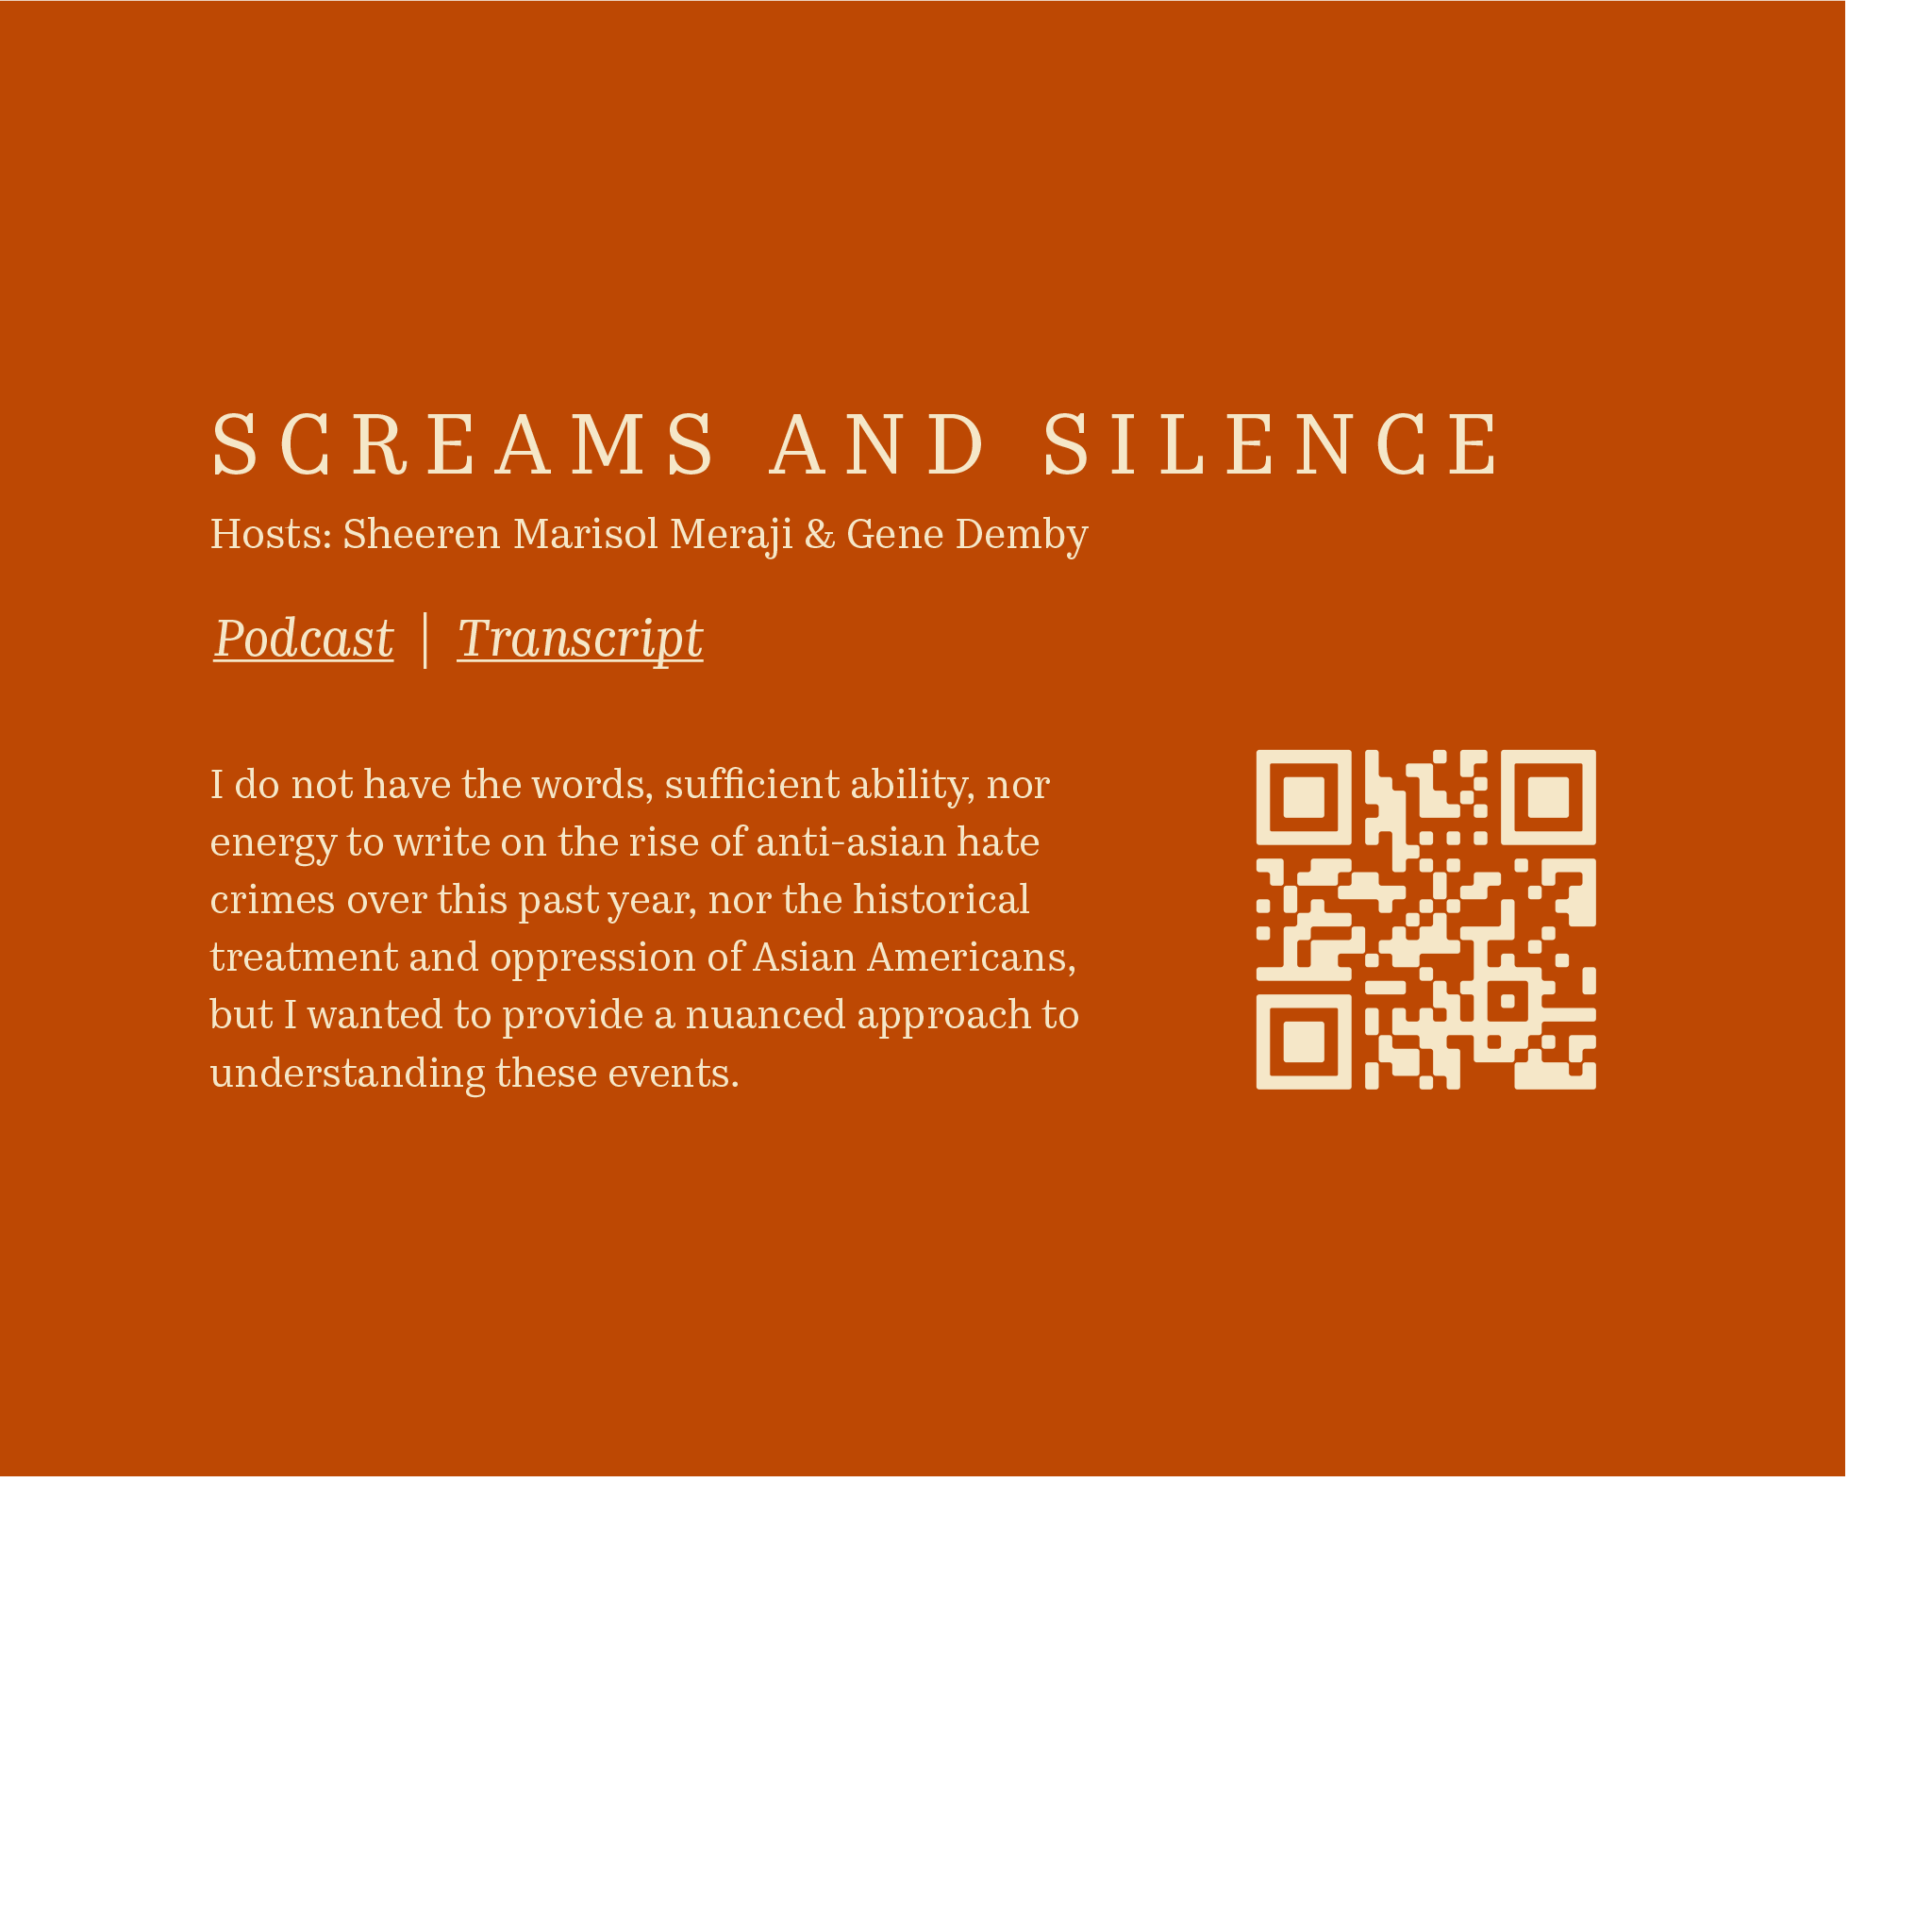 SCREAMS AND SILENCE
Hosts: Sheeren Marisol Meraji & Gene Demby
Podcast | Transcript
I do not have the words, sufficient ability, nor
energy to write on the rise of anti-asian hate
crimes over this past year, nor the historical
treatment and oppression of Asian Americans,
but I wanted to provide a nuanced approach to
understanding these events.